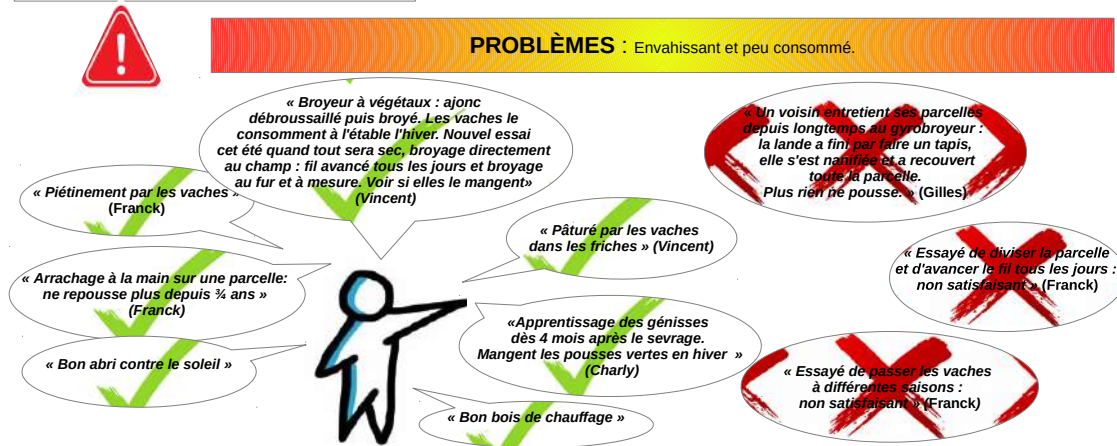 PROBLÈMES : Envahissant et peu consommé.
« Broyeur à végétaux : ajonc
débroussaillé puis broyé. Les vaches le
consomment à l'étable l'hiver. Nouvel essai
cet été quand tout sera sec, broyage directement
au champ : fil avancé tous les jours et broyage
au fur et à mesure. Voir si elles le mangent»
(Vincent)
« Un voisin entretient ses parcelles
depuis longtemps au gyrobroyeur :
la lande a fini par faire un tapis,
elle s'est nanifiée et a recouvert
toute la parcelle.
Plus rien ne pousse. » (Gilles)
« Piétinement par les vaches »
(Franck)
« Pâturé par les vaches
dans les friches » (Vincent)
« Essayé de diviser la parcelle
et d'avancer le fil tous les jours :
non satisfaisant » (Franck)
« Arrachage à la main sur une parcelle:
ne repousse plus depuis ¾ ans »
(Franck)
«Apprentissage des génisses
dès 4 mois après le sevrage.
Mangent les pousses vertes en hiver »
(Charly)
« Bon abri contre le soleil »
« Essayé de passer les vaches
à différentes saisons :
non satisfaisant » (Franck)
« Bon bois de chauffage »